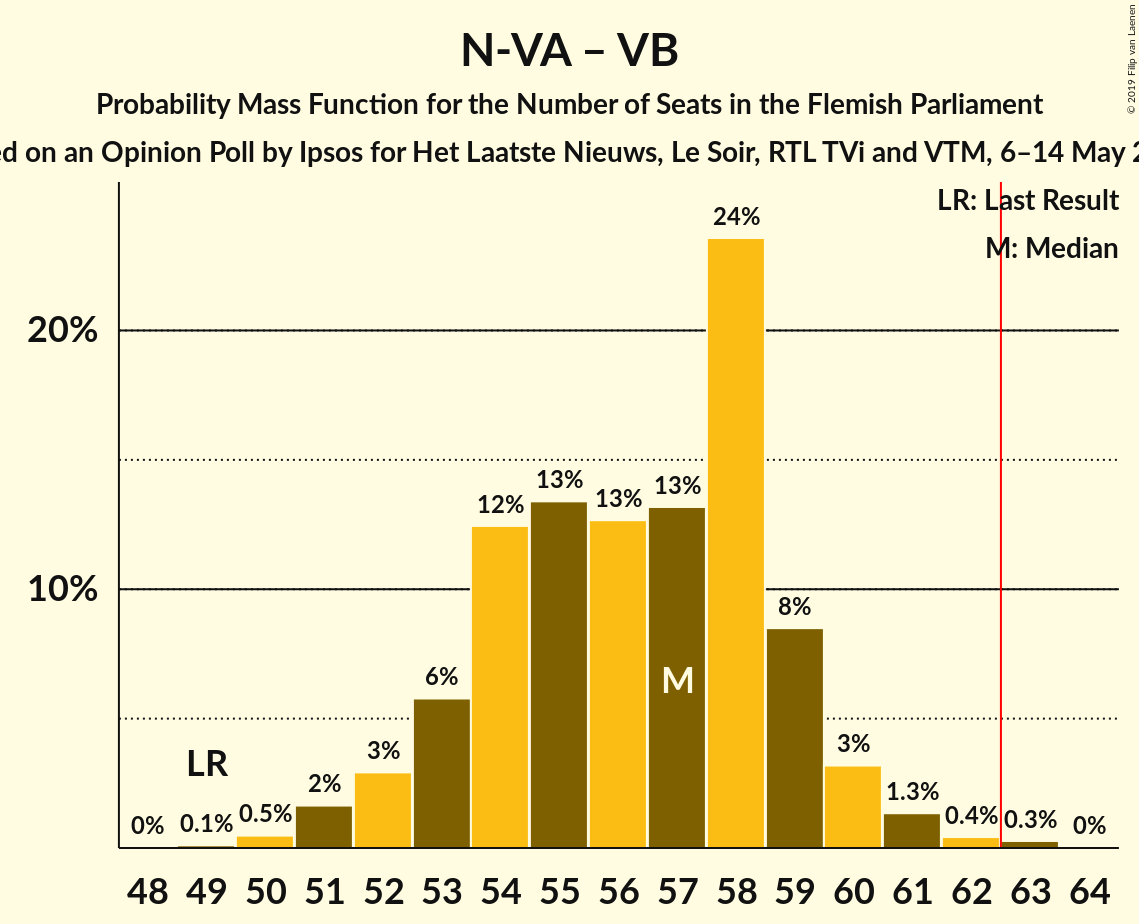 N-VA – VB
Probability Mass Function for the Number of Seats in the Flemish Parliament
on an Opinion Poll by Ipsos for Het Laatste Nieuws, Le Soir, RTL TVi and VTM, 6–14 May
© 2019 Filip van Laenen
LR: Last Result
M: Median
24%
20%
13%
13%
13%
12%
10%
8%
6%
M
3%
3%
LR
2%
1.3%
0.5%
0.4%
0.3%
0.1%
0%
0%
48 49 50 51 52 53 54 55 56 57 58 59 60 61 62 63 64